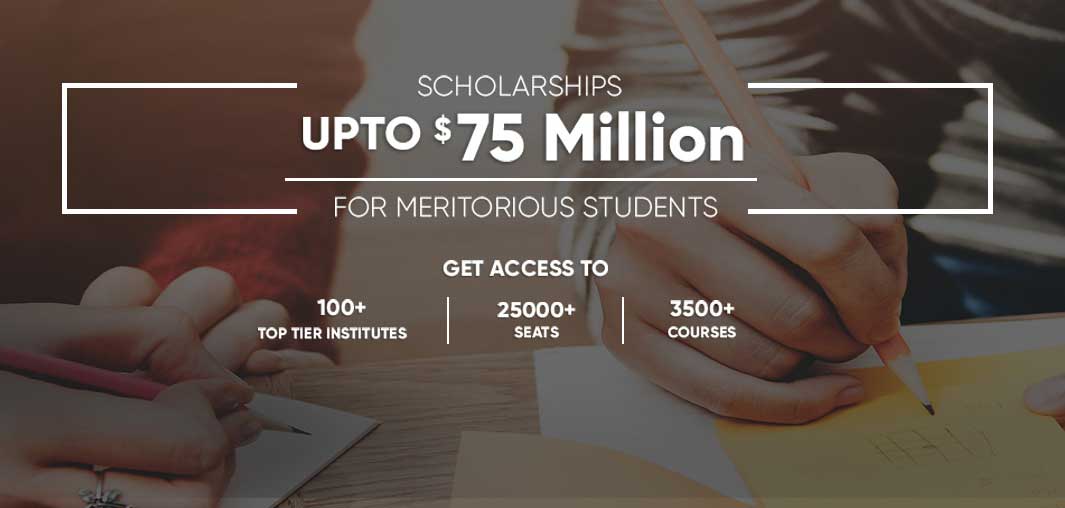 SCHOLARSHIPS
UPTO $75 Million
FOR MERITORIOUS STUDENTS
GET ACCESS TO
100+
TOP TIER INSTITUTES
25000+
SEATS
3500+
COURSES